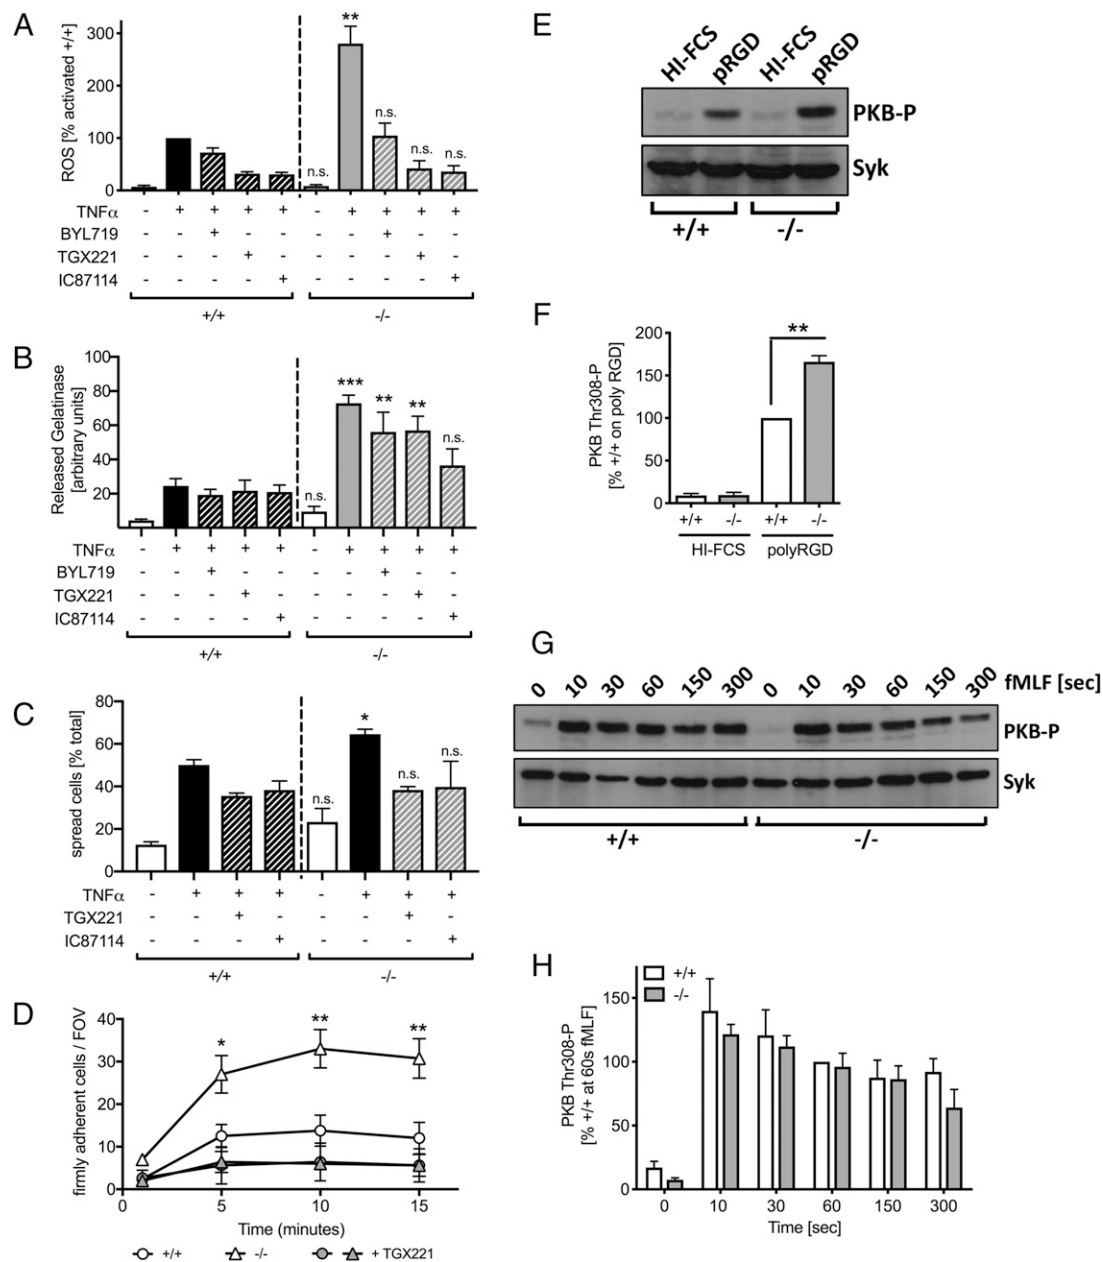 A
ROS [% activated +/+]
300
200
100
0
** n.s. n.s. n.s. n.s.
TNFα - + + + + - + + + +
BYL719 - - + - - - - + - -
TGX221 - - - + - - - - + -
IC87114 - - - - + - - - - +
+/+ -/-
B
Released Gelatinase
[arbitrary units]
100
80
60
40
20
n.s. *** ** ** n.s.
TNFα - + + + + - + + + +
BYL719 - - + - - - - + - -
TGX221 - - - + - - - - + -
IC87114 - - - - + - - - - +
+/+ -/-
C
spread cells [% total]
80
60
40
20
0
n.s. * n.s. n.s.
TNFα - + + + - + + +
TGX221 - - + - - - + -
IC87114 - - - + - - - +
+/+ -/-
D
firmly adherent cells / FOV
40
30
20
10
0
* ** **
0 5 10 15
Time (minutes)
+/+ -/- + TGX221
E
HI-FCS pRGD HI-FCS pRGD
PKB-P
Syk
+/+ -/-
F
PKB Thr308-P
[% +/+ on poly RGD]
200
150
100
50
0
**
+/+ -/- +/+ -/-
HI-FCS polyRGD
G
0 10 30 60 150 300 0 10 30 60 150 300 fMLF [sec]
PKB-P
Syk
+/+ -/-
H
PKB Thr308-P
[% +/+ at 60s fMLF]
+/+
-/-
150
100
50
0
0 10 30 60 150 300
Time [sec]